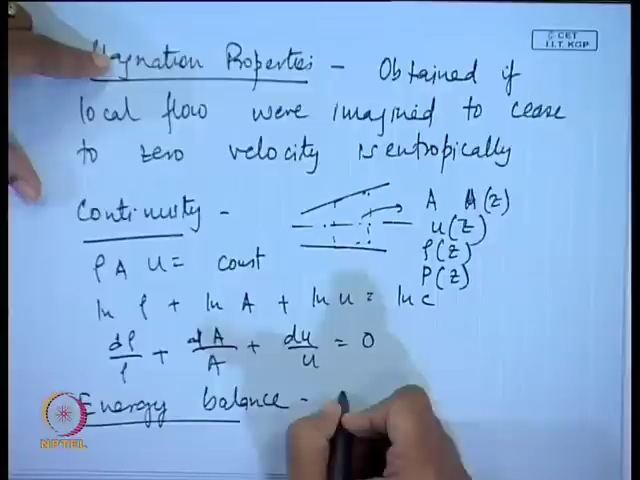 © CET
I.I.T. KGP
Stagnation Properties - Obtained if
local flow were imagined to cease
to zero velocity isentropically
Continuity -
A A(z)
u(z)
ρ(z)
P(z)
ρ A u = const
ln ρ + ln A + ln u = ln c
dρ/ρ + dA/A + du/u = 0
Energy balance -
NPTEL